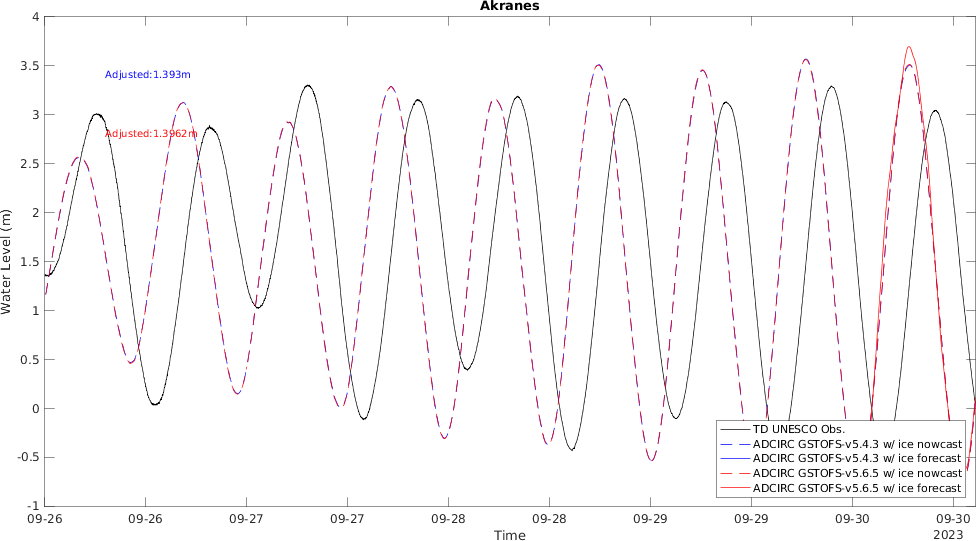 Akranes
4
3.5
3
2.5
2
1.5
1
0.5
0
-0.5
-1
Water Level (m)
Adjusted:1.393m
Adjusted:1.3962m
TD UNESCO Obs.
ADCIRC GSTOFS-v5.4.3 w/ ice nowcast
ADCIRC GSTOFS-v5.4.3 w/ ice forecast
ADCIRC GSTOFS-v5.6.5 w/ ice nowcast
ADCIRC GSTOFS-v5.6.5 w/ ice forecast
09-26 09-26 09-27 09-27 09-28 09-28 09-29 09-29 09-30 09-30
2023
Time